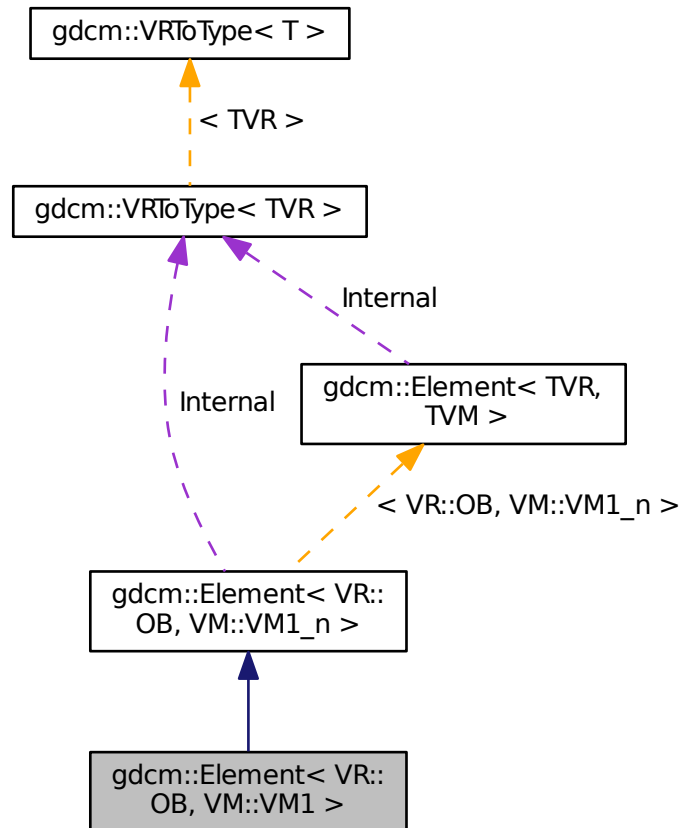 gdcm::VRToType< T >
< TVR >
gdcm::VRToType< TVR >
Internal
gdcm::Element< TVR,
TVM >
Internal
< VR::OB, VM::VM1_n >
gdcm::Element< VR::
OB, VM::VM1_n >
gdcm::Element< VR::
OB, VM::VM1 >